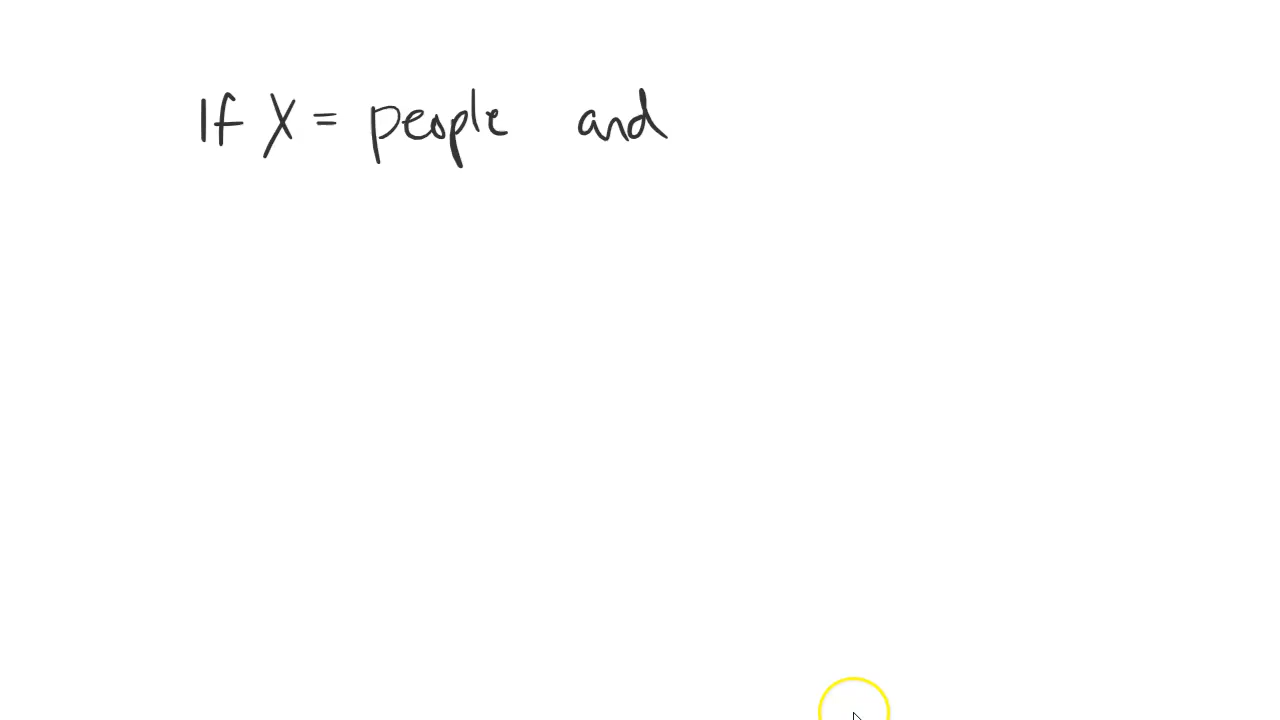 If X = people and